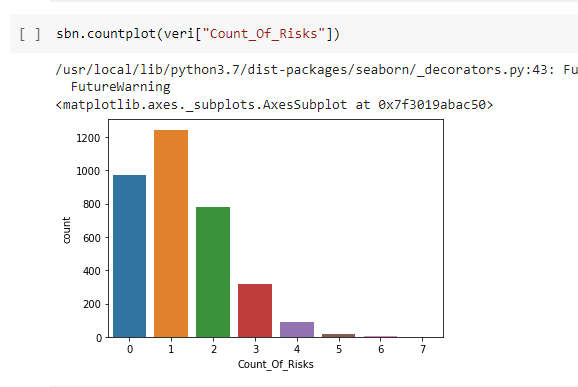 [ ] sbn.countplot(veri["Count_Of_Risks"])
/usr/local/lib/python3.7/dist-packages/seaborn/_decorators.py:43: Fu
FutureWarning
<matplotlib.axes._subplots.AxesSubplot at 0x7f3019abac50>
1200
1000
800
600
400
200
0
count
0 1 2 3 4 5 6 7
Count_Of_Risks